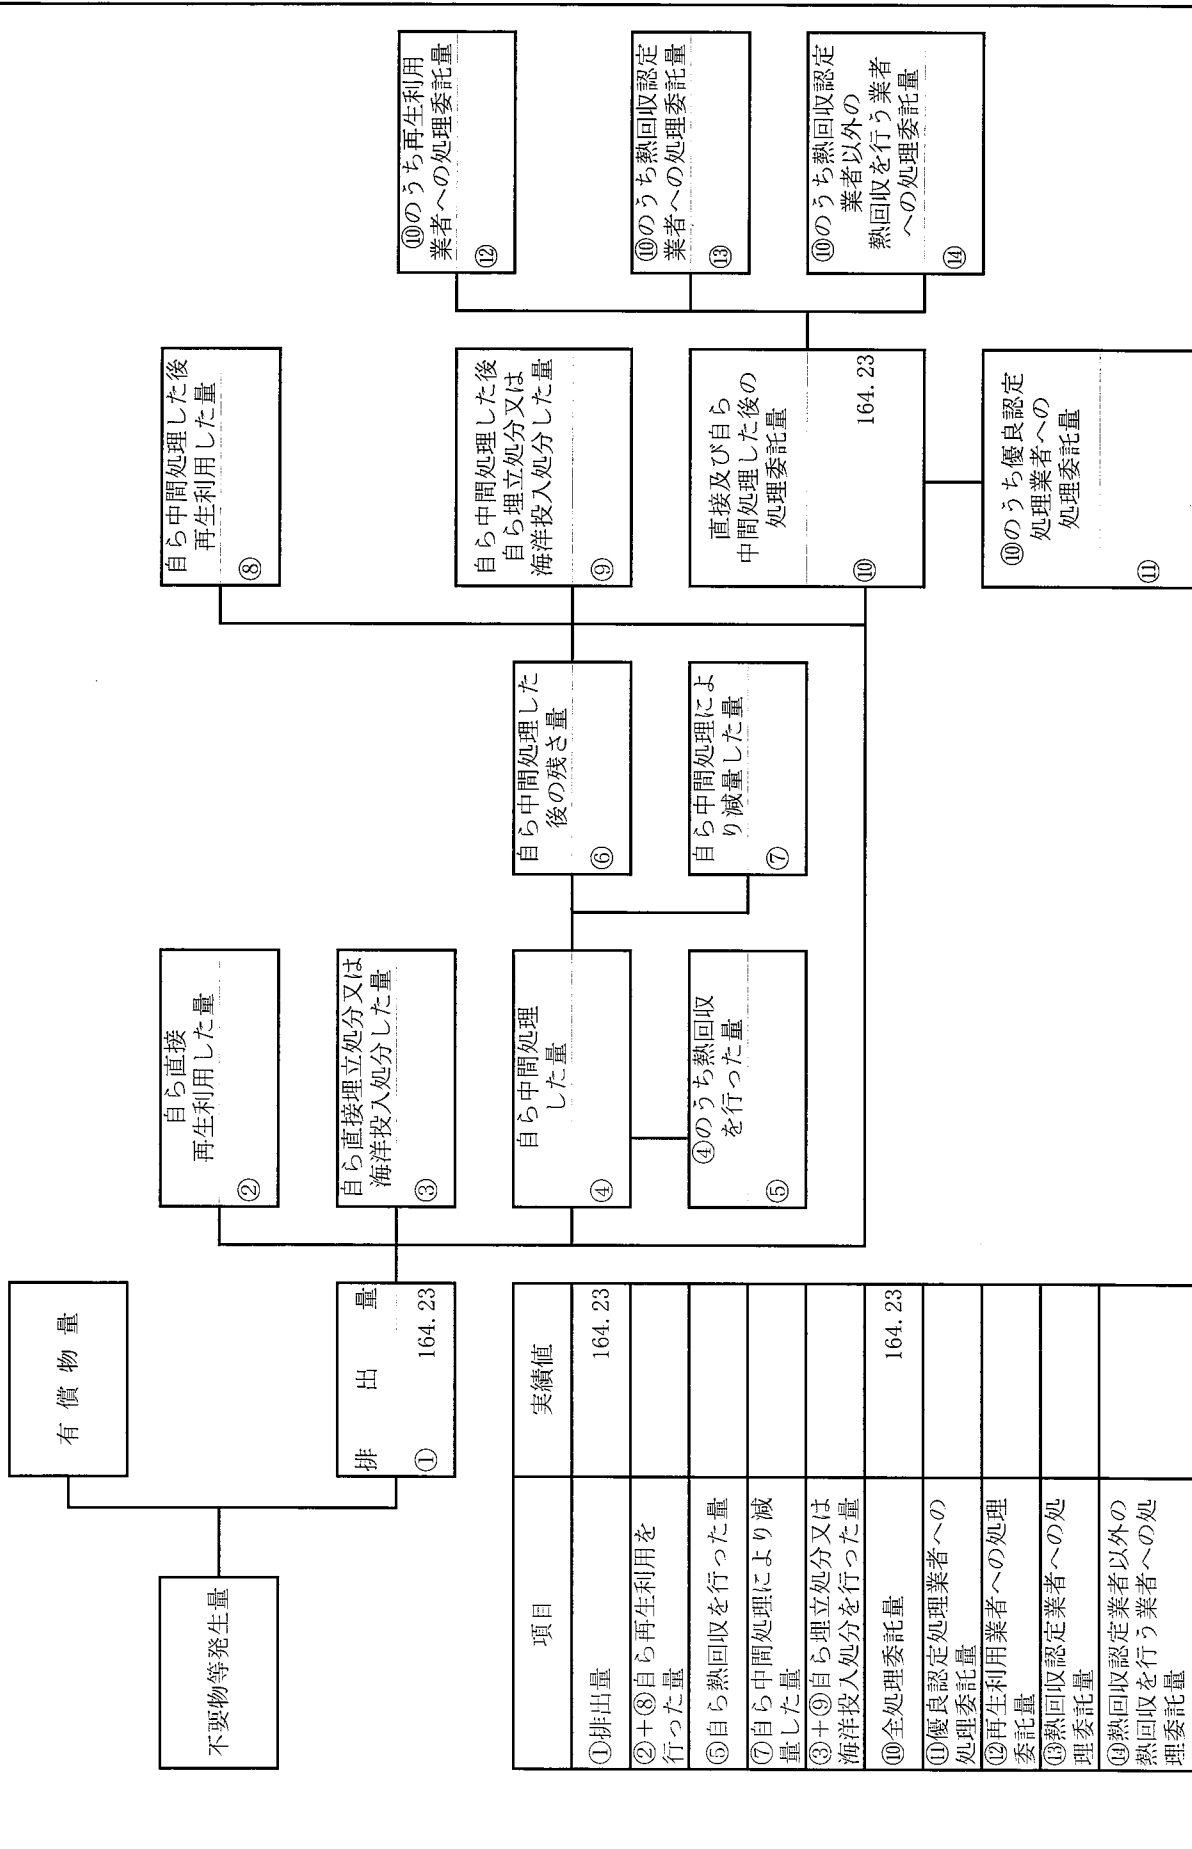 不要物等発生量
有償物量
排出量
① 164.23
自ら直接
再生利用した量
②
自ら直接埋立処分又は
海洋投入処分した量
③
自ら中間処理
した量
④
④のうち熱回収
を行った量
⑤
自ら中間処理した
後の残さ量
⑥
自ら中間処理によ
り減量した量
⑦
自ら中間処理した後
再生利用した量
⑧
自ら中間処理した後
自ら埋立処分又は
海洋投入処分した量
⑨
直接及び自ら
中間処理した後の
処理委託量
⑩ 164.23
⑩のうち優良認定
処理業者への
処理委託量
⑪
⑩のうち再生利用
業者への処理委託量
⑫
⑩のうち熱回収認定
業者への処理委託量
⑬
⑩のうち熱回収認定
業者以外の
熱回収を行う業者
への処理委託量
⑭
項目 実績値
①排出量 164.23
②+⑧自ら再生利用を
行った量
⑤自ら熱回収を行った量
⑦自ら中間処理により減
量した量
③+⑨自ら埋立処分又は
海洋投入処分を行った量
⑩全処理委託量 164.23
⑪優良認定処理業者への
処理委託量
⑫再生利用業者への処理
委託量
⑬熱回収認定業者への処
理委託量
⑭熱回収認定業者以外の
熱回収を行う業者への処
理委託量